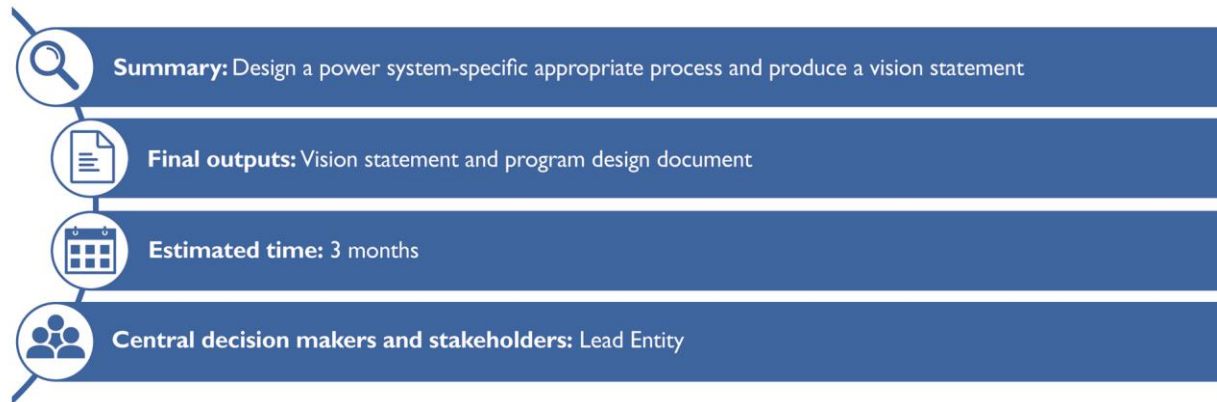 Summary: Design a power system-specific appropriate process and produce a vision statement
Final outputs: Vision statement and program design document
Estimated time: 3 months
Central decision makers and stakeholders: Lead Entity